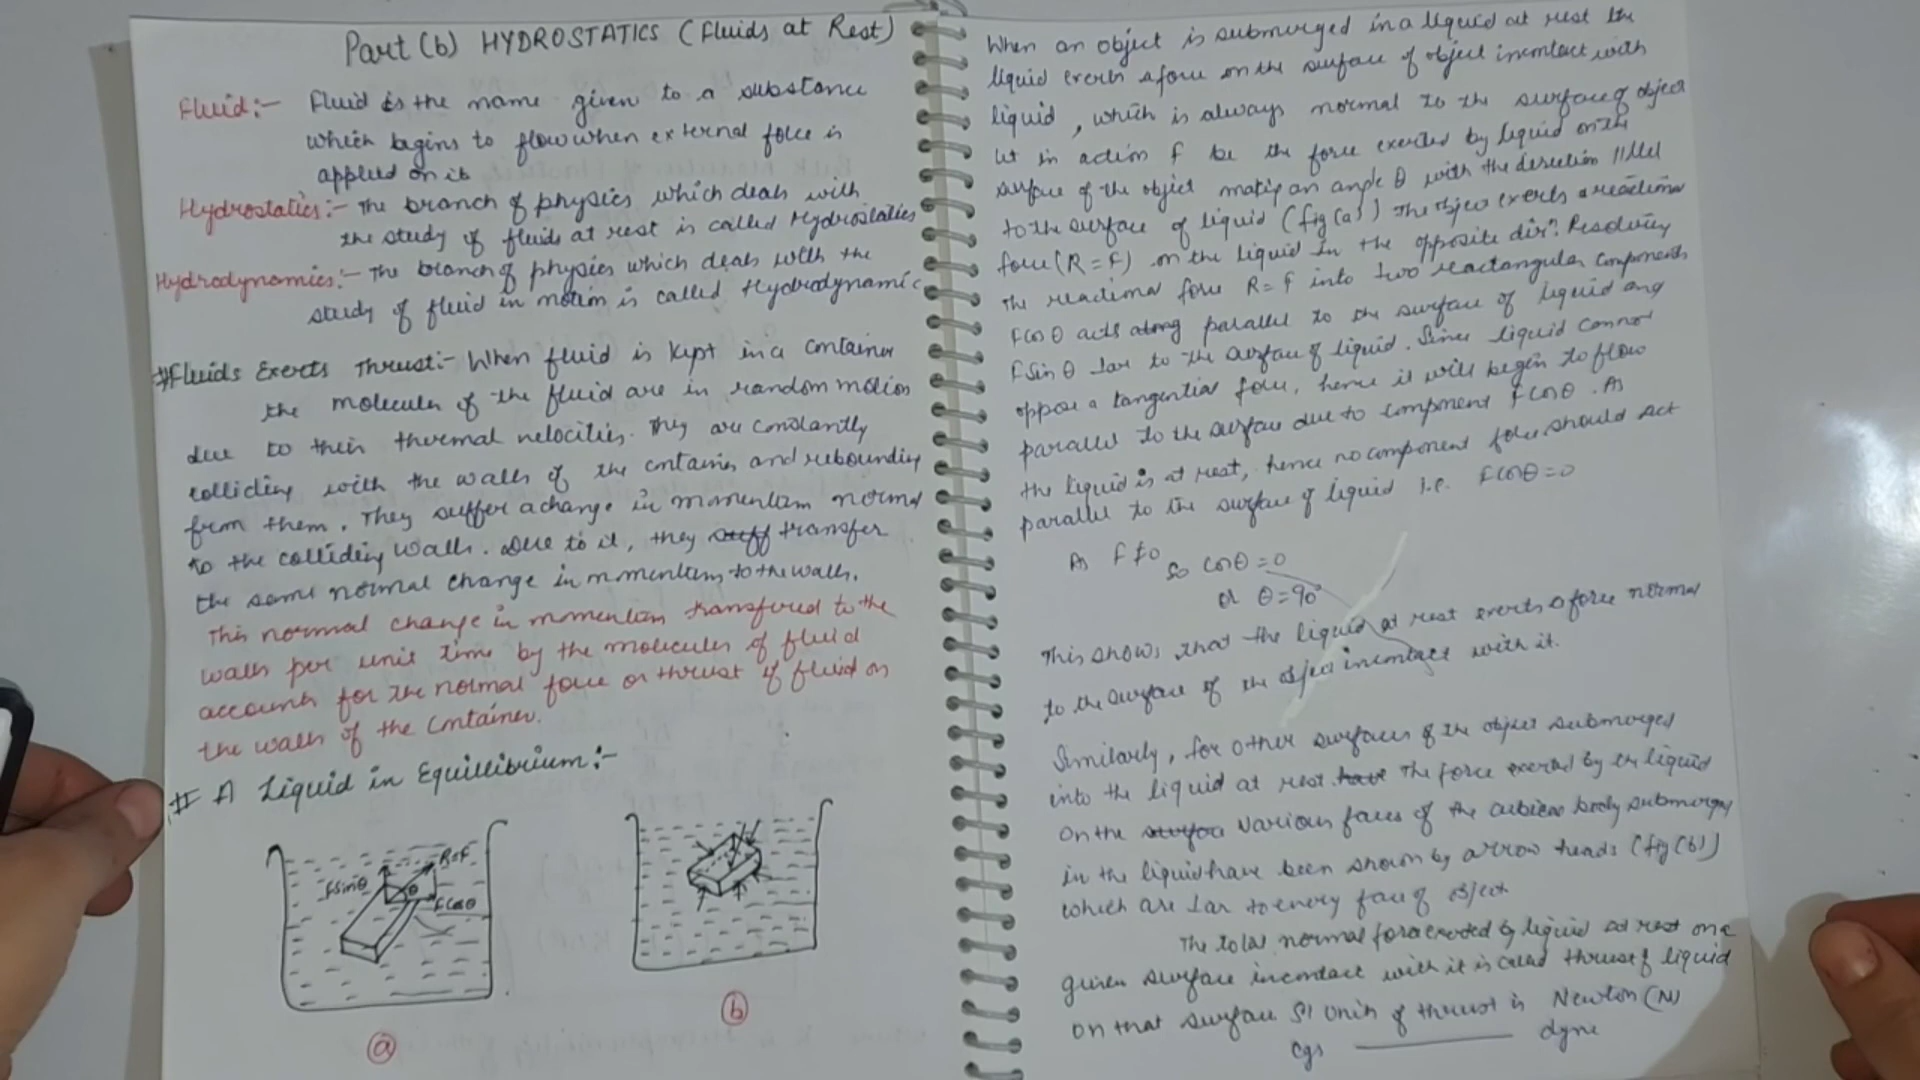 Part (b) HYDROSTATICS (Fluids at Rest)
Fluid:- Fluid is the name given to a substance
which begins to flow when external force is
applied on it
Hydrostatics:- The branch of physics which deals with
the study of fluids at rest is called Hydrostatics
Hydrodynamics:- The branch of physics which deals with the
study of fluid in motion is called Hydrodynamic
#Fluids Exerts Thrust:- When fluid is kept in a container
the molecules of the fluid are in random motion
due to their thermal velocities. They are constantly
colliding with the walls of the container and rebounding
from them. They suffer a change in momentum normal
to the colliding walls. Due to it, they transfer
the same normal change in momentum to the walls.
This normal change in momentum transfered to the
walls per unit time by the molecules of fluid
accounts for the normal force or thrust of fluid on
the walls of the container.
# A Liquid in Equillibrium:-
R=F
Fsinθ
θ
Fcosθ
(a)
(b)
When an object is submerged in a liquid at rest the
liquid exerts a force on the surface of object incontact with
liquid, which is always normal to the surface of object
let in action F be the force exerted by liquid on the
surface of the object making an angle θ with the direction ||llel
to the surface of liquid (fig(a)) The object exerts a reactional
force (R=F) on the liquid in the opposite dirn. Resolving
the reactional force R=F into two reactangular components
Fcosθ acts along parallel to the surface of liquid and
Fsinθ ⊥ar to the surface of liquid. Since liquid cannot
oppose a tangential force, hence it will begin to flow
parallel to the surface due to component Fcosθ. As
the liquid is at rest, hence no component force should act
parallel to the surface of liquid i.e. Fcosθ=0
As F≠0 So cosθ=0
or θ=90°
This shows that the liquid at rest exerts a force normal
to the surface of the object incontact with it.
Similarly, for other surfaces of the object submerged
into the liquid at rest. The force exerted by the liquid
on the various faces of the cubical body submerged
in the liquid have been shown by arrow heads (fig(b))
which are ⊥ar to every face of object
The total normal force exerted by liquid at rest on a
given surface incontact with it is called thrust of liquid
on that surface SI Unit of thrust is Newton (N)
cgs ——— dyne